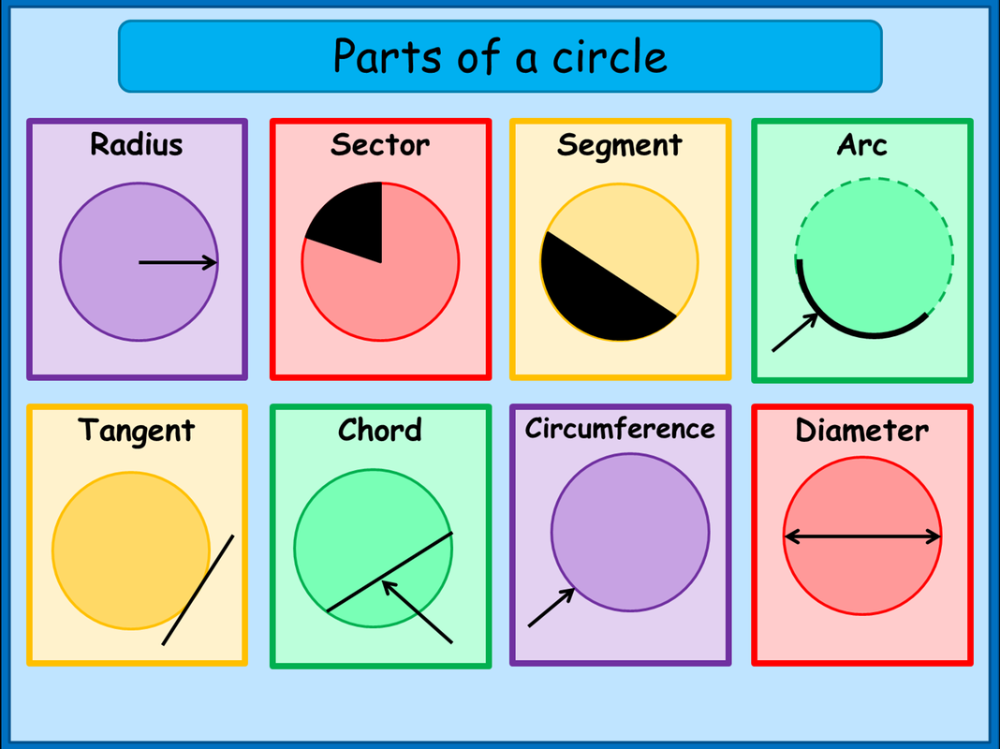 Parts of a circle
Radius
Sector
Segment
Arc
Tangent
Chord
Circumference
Diameter